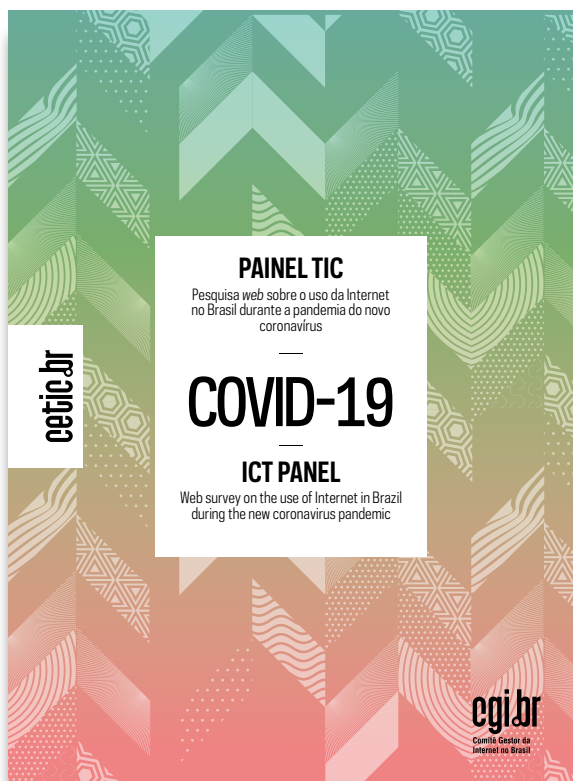 PAINEL TIC
Pesquisa web sobre o uso da Internet
no Brasil durante a pandemia do novo
coronavírus
COVID-19
ICT PANEL
Web survey on the use of Internet in Brazil
during the new coronavirus pandemic
cetic.br
cgi.br
Comitê Gestor da
Internet no Brasil